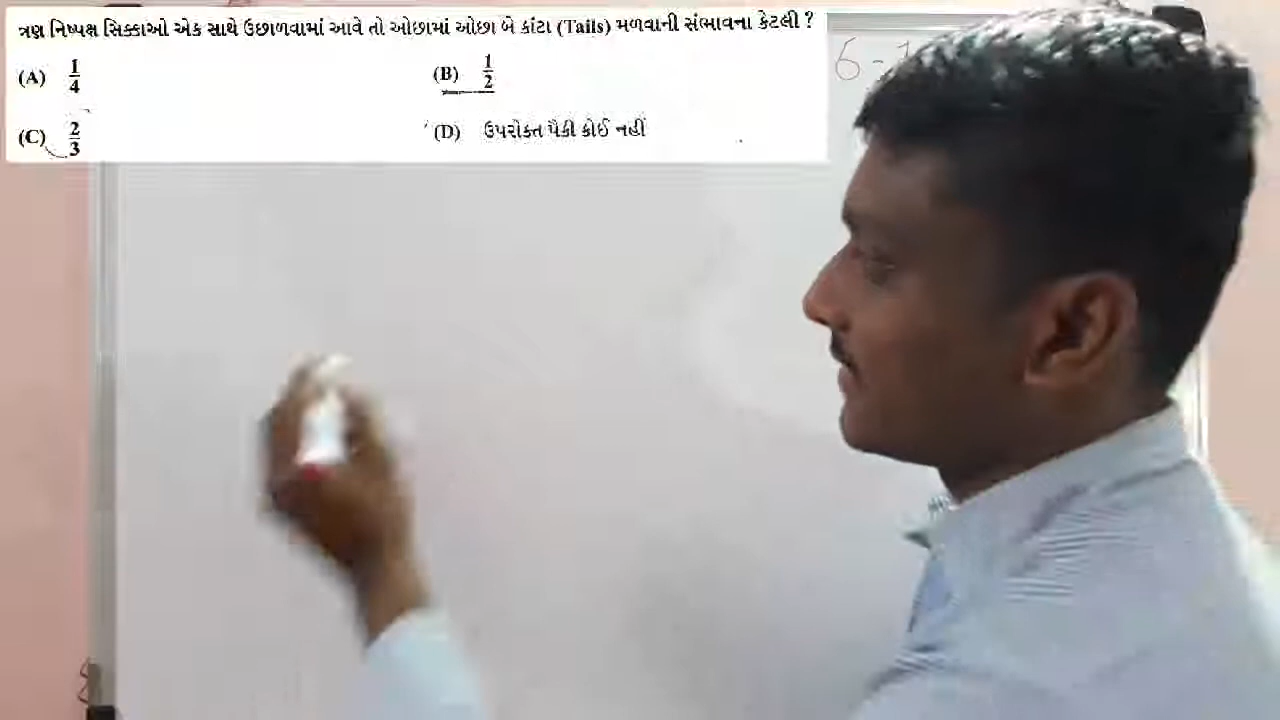 ત્રણ નિષ્પક્ષ સિક્કાઓ એક સાથે ઉછાળવામાં આવે તો ઓછામાં ઓછા બે કાંટા (Tails) મળવાની સંભાવના કેટલી ?
(A) 1/4 (B) 1/2
(C) 2/3 (D) ઉપરોક્ત પૈકી કોઈ નહીં
6-